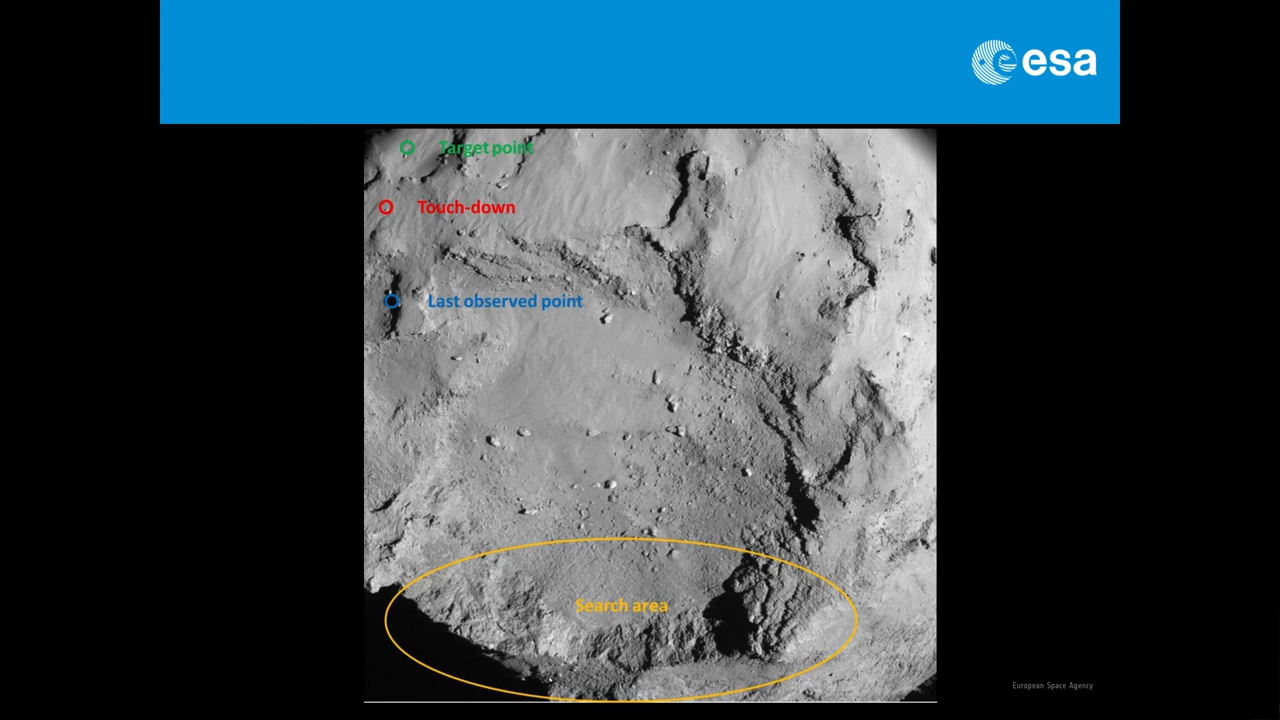 esa
Target point
Touch-down
Last observed point
Search area
European Space Agency